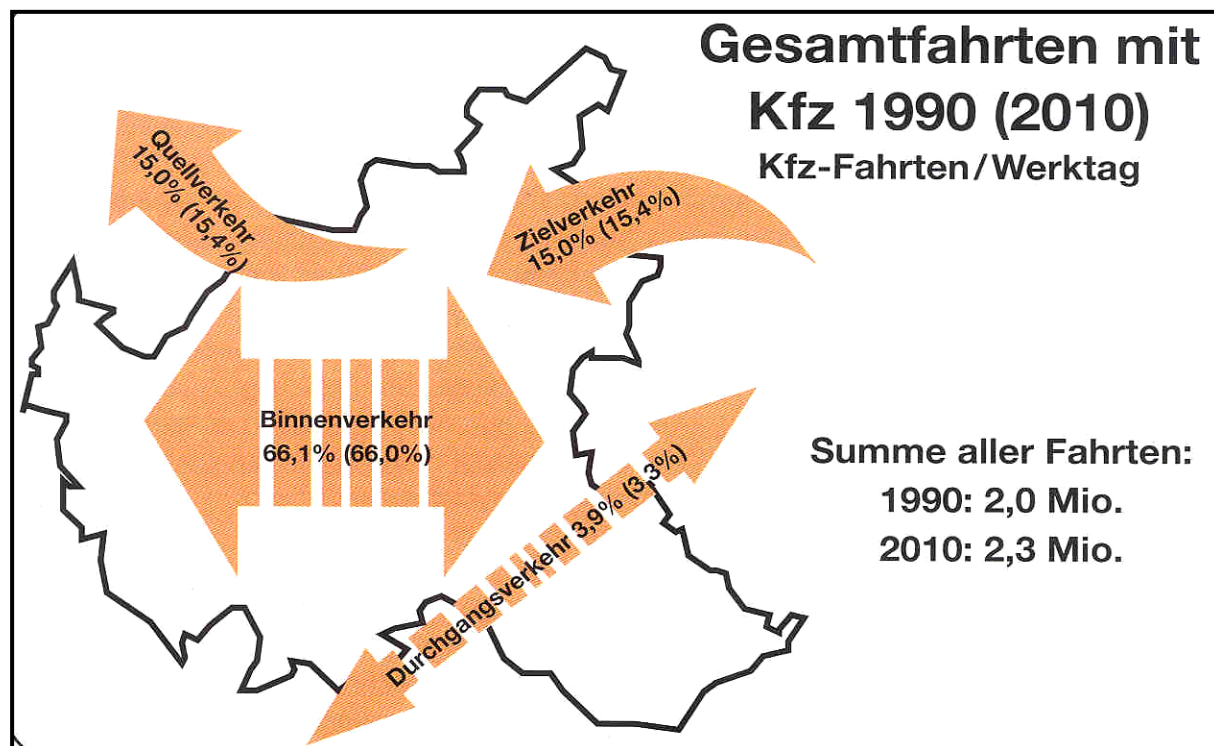 Gesamtfahrten mit
Kfz 1990 (2010)
Kfz-Fahrten/Werktag
Quellverkehr
15,0% (15,4%)
Zielverkehr
15,0% (15,4%)
Binnenverkehr
66,1% (66,0%)
Durchgangsverkehr 3,9% (3,3%)
Summe aller Fahrten:
1990: 2,0 Mio.
2010: 2,3 Mio.